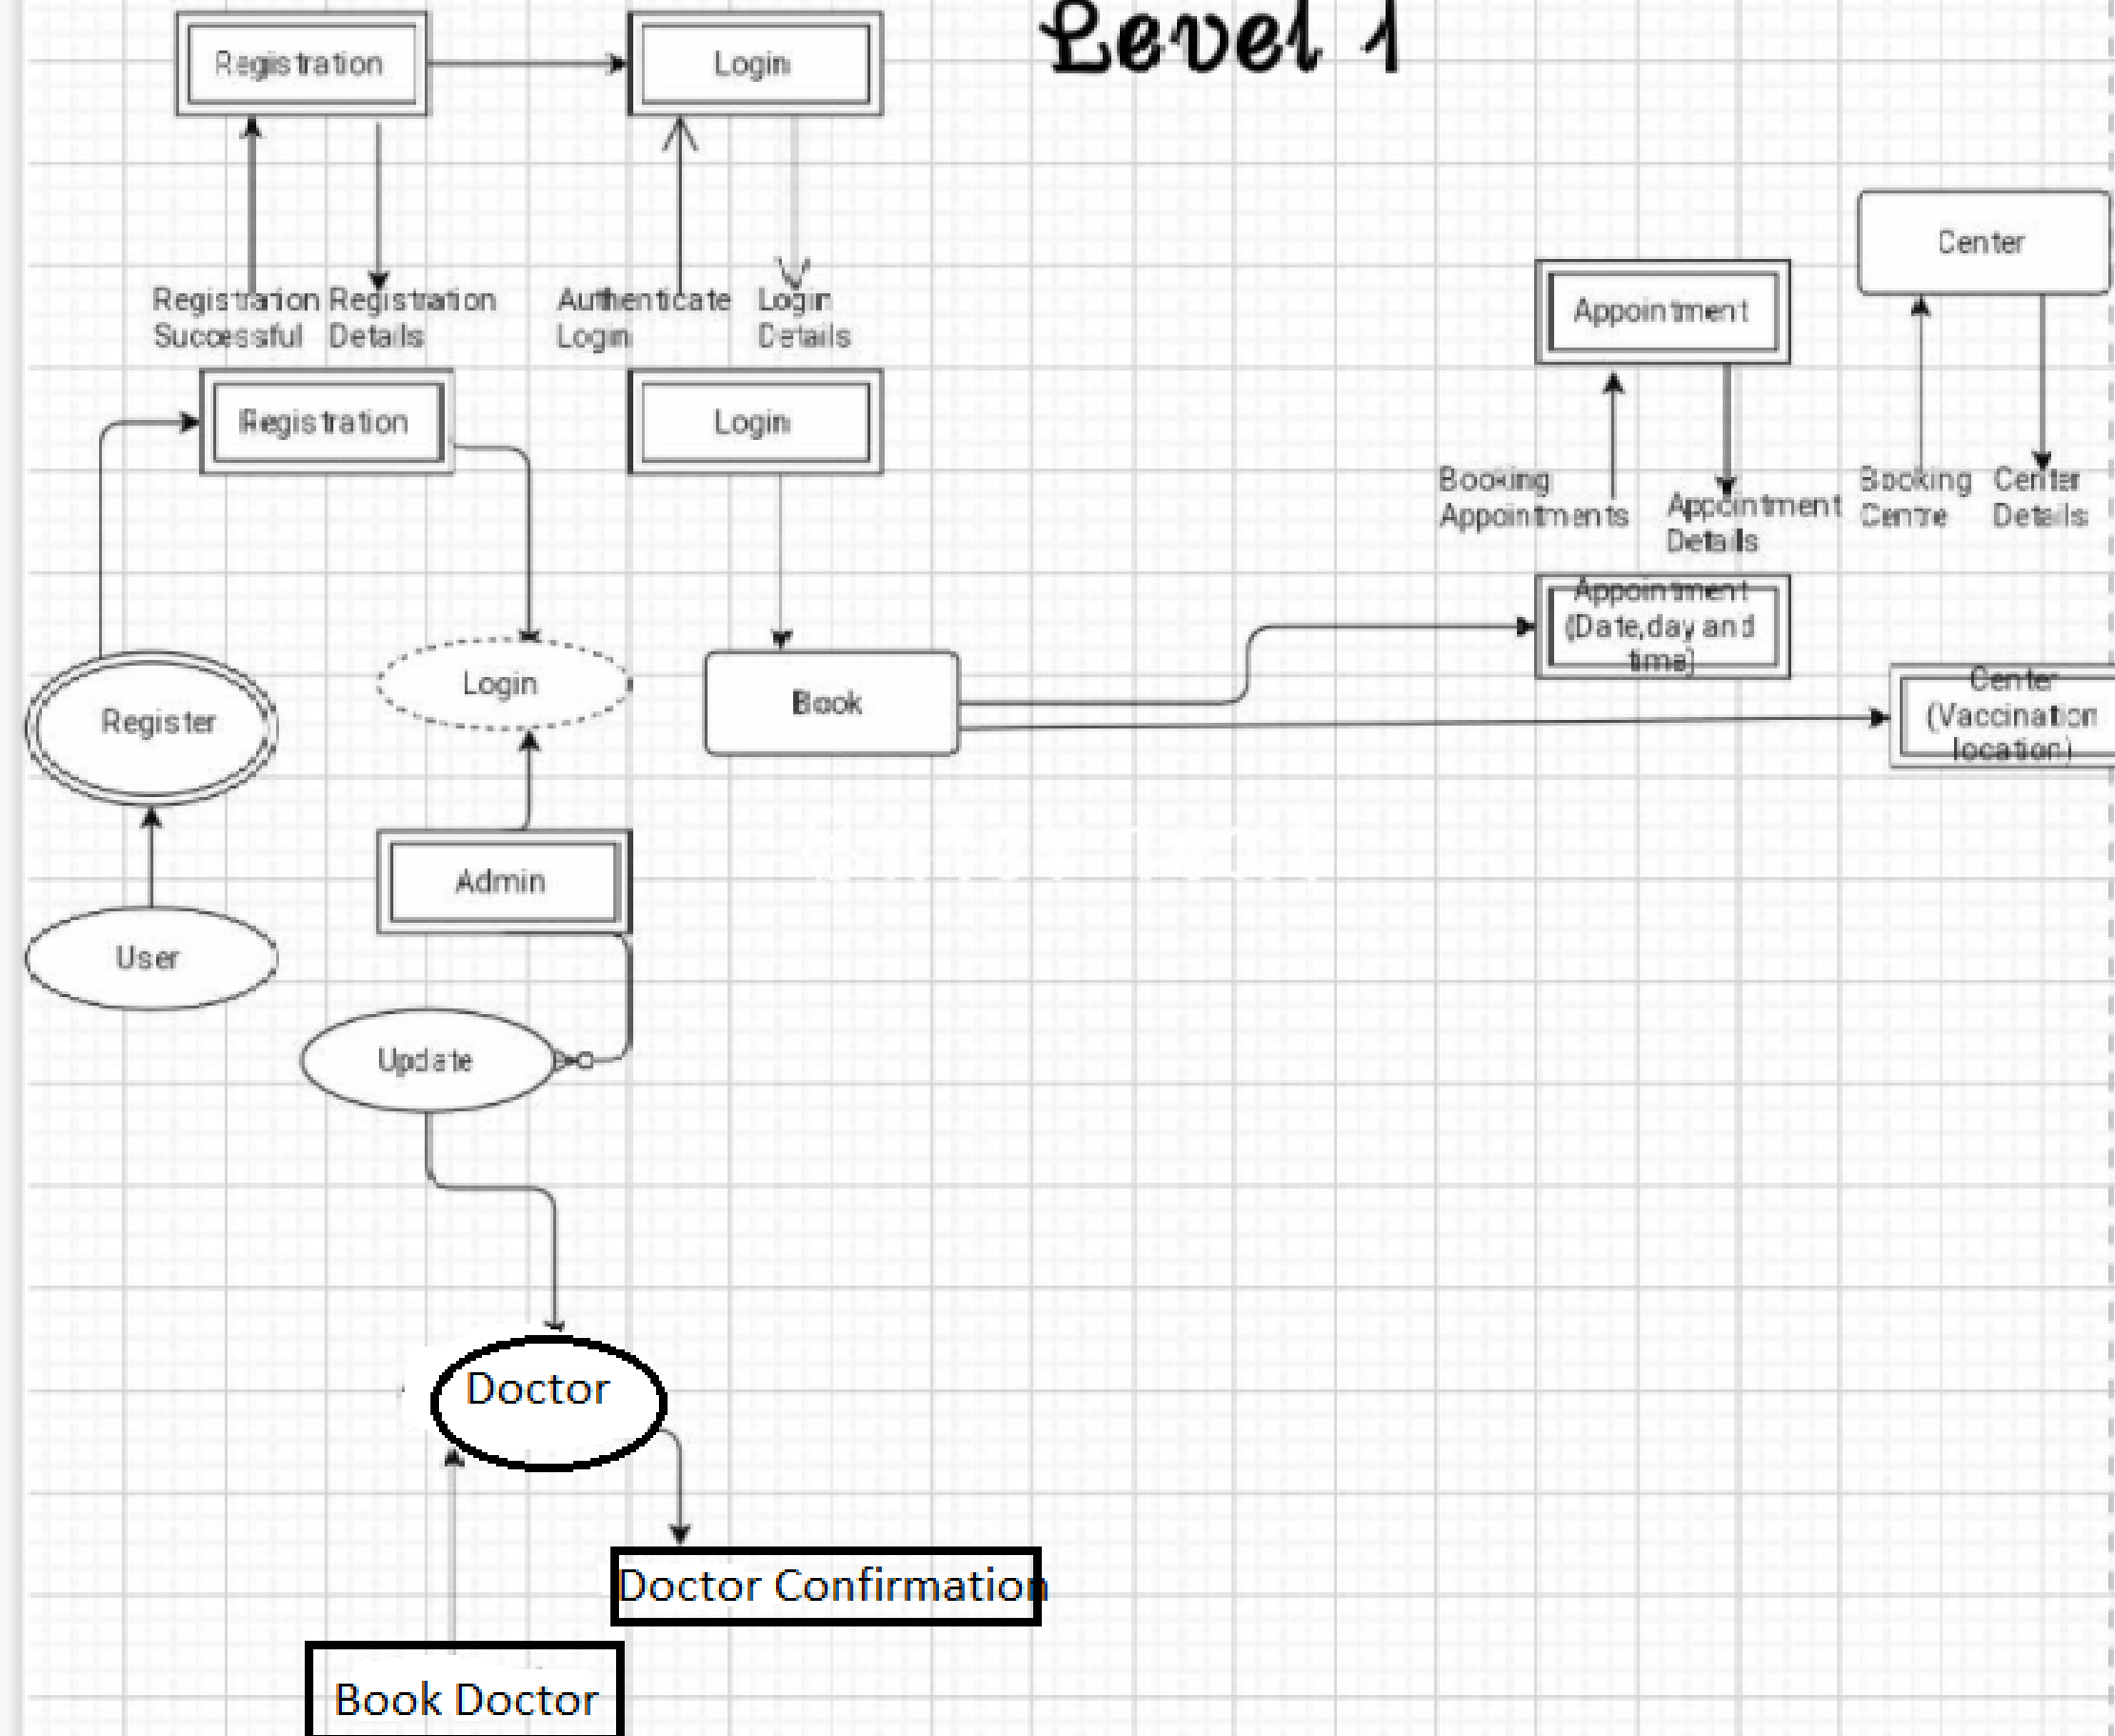 Level 1
Registration
Login
Center
Appointment
Registration
Successful
Registration
Details
Authenticate
Login
Login
Details
Registration
Login
Booking
Appointments
Appointment
Details
Booking
Centre
Center
Details
Appointment
(Date,day and
time)
Center
(Vaccination
location)
Register
Login
Book
Admin
User
Update
Doctor
Doctor Confirmation
Book Doctor